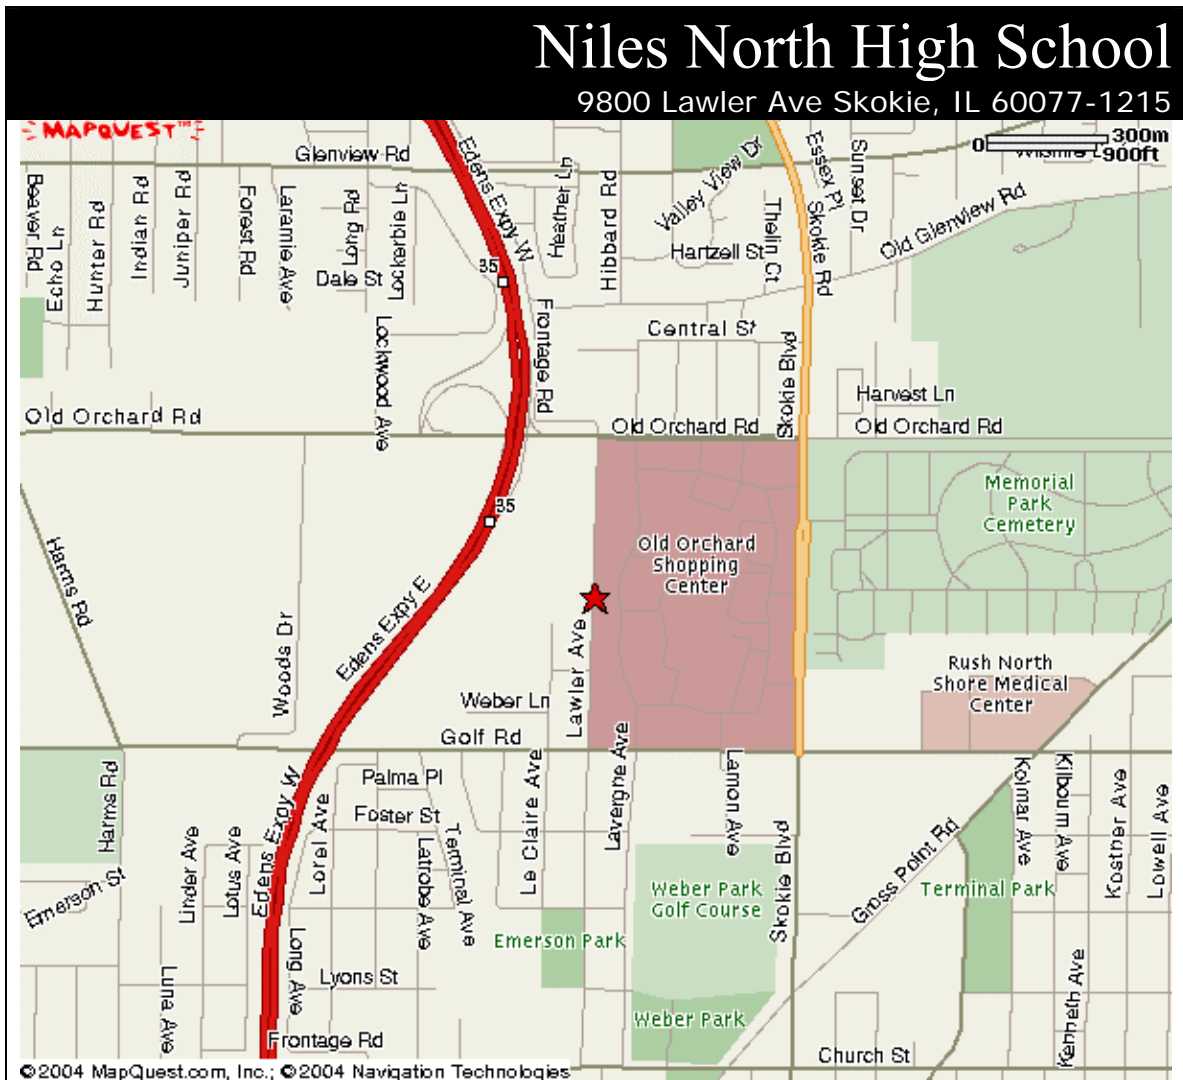 Niles North High School
9800 Lawler Ave Skokie, IL 60077-1215
MAPQUEST™
0
300m
900ft
Glenview Rd
Edens Expy W
Heather Ln
Hibbard Rd
Valley View Dr
Essex Pl
Sunset Dr
Beaver Rd
Echo Ln
Hunter Rd
Indian Rd
Juniper Rd
Forest Rd
Laramie Ave
Long Rd
Lockerbie Ln
Thelin Ct
Skokie Rd
Old Glenview Rd
Hartzell St
35
Dale St
Frontage Rd
Lockwood Ave
Central St
Skokie Blvd
Harvest Ln
Old Orchard Rd
Old Orchard Rd
Old Orchard Rd
Memorial
Park
Cemetery
35
Old Orchard
Shopping
Center
Harms Rd
Edens Expy E
Woods Dr
Lawler Ave
Rush North
Shore Medical
Center
Weber Ln
Golf Rd
Lavergne Ave
Lamon Ave
Le Claire Ave
Harms Rd
Edens Expy W
Palma Pl
Foster St
Lorel Ave
Terminal Ave
Latrobe Ave
Linder Ave
Lotus Ave
Emerson St
Kolmar Ave
Kilbourn Ave
Kostner Ave
Lowell Ave
Gross Point Rd
Skokie Blvd
Weber Park
Golf Course
Terminal Park
Emerson Park
Luna Ave
Long Ave
Lyons St
Weber Park
Kenneth Ave
Frontage Rd
Church St
©2004 MapQuest.com, Inc.; ©2004 Navigation Technologies